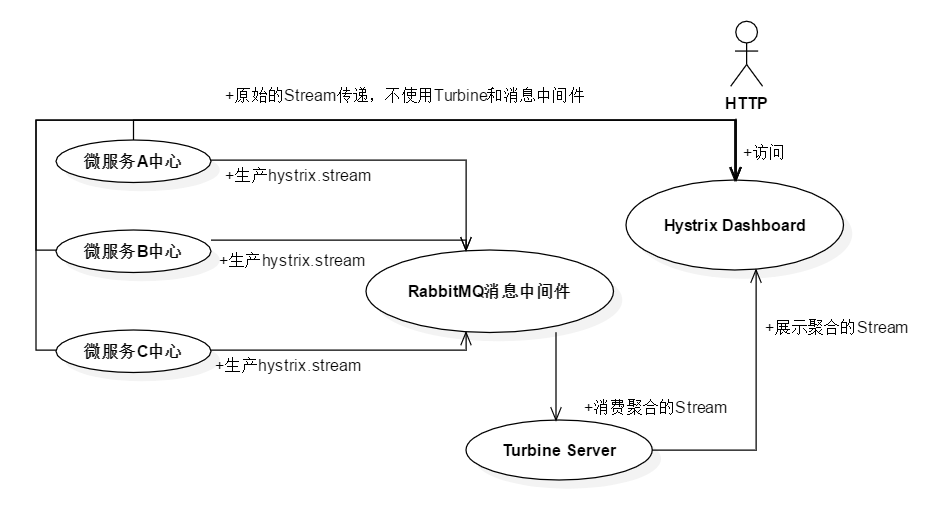 +原始的Stream传递，不使用Turbine和消息中间件
HTTP
+访问
微服务A中心
+生产hystrix.stream
Hystrix Dashboard
微服务B中心
+生产hystrix.stream
RabbitMQ消息中间件
+展示聚合的Stream
微服务C中心
+生产hystrix.stream
+消费聚合的Stream
Turbine Server